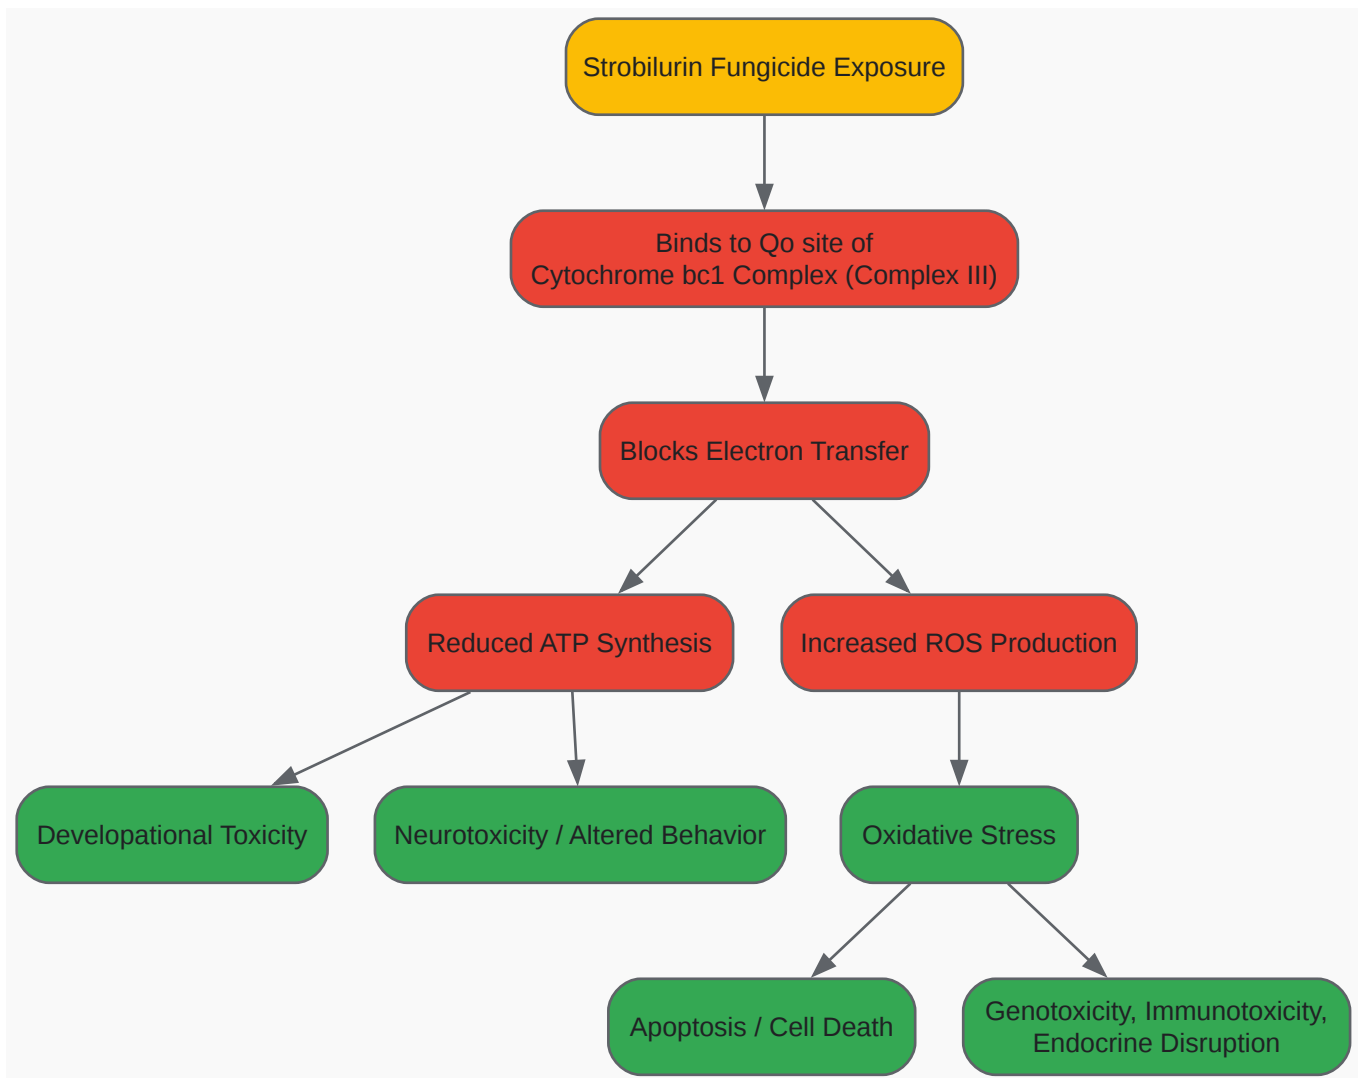 Strobilurin Fungicide Exposure
Binds to Qo site of
Cytochrome bc1 Complex (Complex III)
Blocks Electron Transfer
Reduced ATP Synthesis
Increased ROS Production
Developational Toxicity
Neurotoxicity / Altered Behavior
Oxidative Stress
Apoptosis / Cell Death
Genotoxicity, Immunotoxicity,
Endocrine Disruption